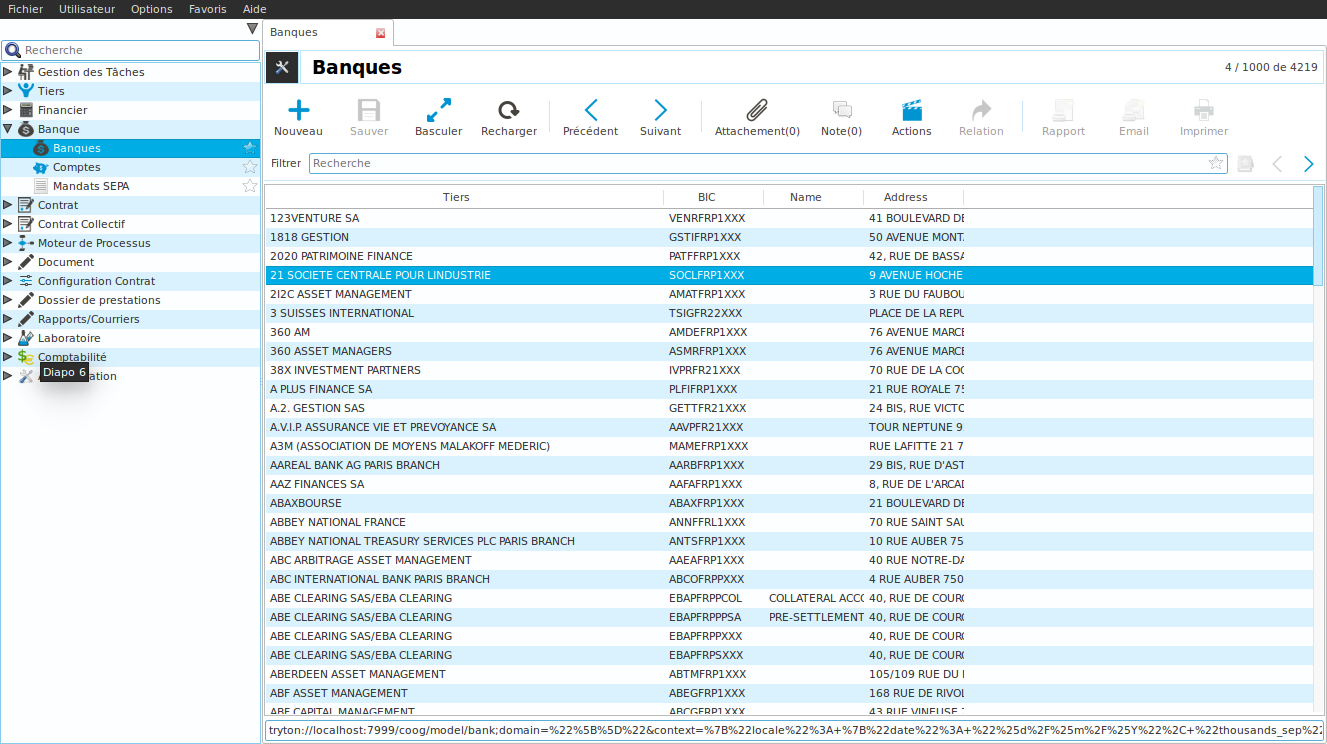 Fichier Utilisateur Options Favoris Aide
Recherche
Gestion des Tâches
Tiers
Financier
Banque
Banques
Comptes
Mandats SEPA
Contrat
Contrat Collectif
Moteur de Processus
Document
Configuration Contrat
Dossier de prestations
Rapports/Courriers
Laboratoire
Comptabilité
Diapo 6
Banques
Banques
4 / 1000 de 4219
Nouveau Sauver Basculer Recharger Précédent Suivant Attachement(0) Note(0) Actions Relation Rapport Email Imprimer
Filtrer Recherche
Tiers BIC Name Address
123VENTURE SA VENRFRP1XXX 41 BOULEVARD DE
1818 GESTION GSTIFRP1XXX 50 AVENUE MONT
2020 PATRIMOINE FINANCE PATFFRP1XXX 42, RUE DE BASSA
21 SOCIETE CENTRALE POUR LINDUSTRIE SOCLFRP1XXX 9 AVENUE HOCHE
2I2C ASSET MANAGEMENT AMATFRP1XXX 3 RUE DU FAUBOU
3 SUISSES INTERNATIONAL TSIGFR22XXX PLACE DE LA REPU
360 AM AMDEFRP1XXX 76 AVENUE MARCE
360 ASSET MANAGERS ASMRFRP1XXX 76 AVENUE MARCE
38X INVESTMENT PARTNERS IVPRFR21XXX 70 RUE DE LA COU
A PLUS FINANCE SA PLFIFRP1XXX 21 RUE ROYALE 75
A.2. GESTION SAS GETTFR21XXX 24 BIS, RUE VICTO
A.V.I.P. ASSURANCE VIE ET PREVOYANCE SA AAVPFR21XXX TOUR NEPTUNE 9
A3M (ASSOCIATION DE MOYENS MALAKOFF MEDERIC) MAMEFRP1XXX RUE LAFITTE 21 7
AAREAL BANK AG PARIS BRANCH AARBFRP1XXX 29 BIS, RUE D'AST
AAZ FINANCES SA AAFAFRP1XXX 8, RUE DE L'ARCAD
ABAXBOURSE ABAXFRP1XXX 21 BOULEVARD DE
ABBEY NATIONAL FRANCE ANNFFRL1XXX 70 RUE SAINT SAU
ABBEY NATIONAL TREASURY SERVICES PLC PARIS BRANCH ANTSFRP1XXX 10 RUE AUBER 75
ABC ARBITRAGE ASSET MANAGEMENT AAEAFRP1XXX 40 RUE NOTRE-DA
ABC INTERNATIONAL BANK PARIS BRANCH ABCOFRPPXXX 4 RUE AUBER 750
ABE CLEARING SAS/EBA CLEARING EBAPFRPPCOL COLLATERAL ACCO 40, RUE DE COURC
ABE CLEARING SAS/EBA CLEARING EBAPFRPPPSA PRE-SETTLEMENT 40, RUE DE COURC
ABE CLEARING SAS/EBA CLEARING EBAPFRPPXXX 40, RUE DE COURC
ABE CLEARING SAS/EBA CLEARING EBAPFRPSXXX 40, RUE DE COURC
ABERDEEN ASSET MANAGEMENT ABTMFRP1XXX 105/109 RUE DU
ABF ASSET MANAGEMENT ABEGFRP1XXX 168 RUE DE RIVOL
ABF CAPITAL MANAGEMENT ABCGFRP1XXX 43 RUE VINEUSE
tryton://localhost:7999/coog/model/bank;domain=%22%5B%5D%22&context=%7B%22locale%22%3A+%7B%22date%22%3A+%22%25d%2F%25m%2F%25Y%22%2C+%22thousands_sep%22